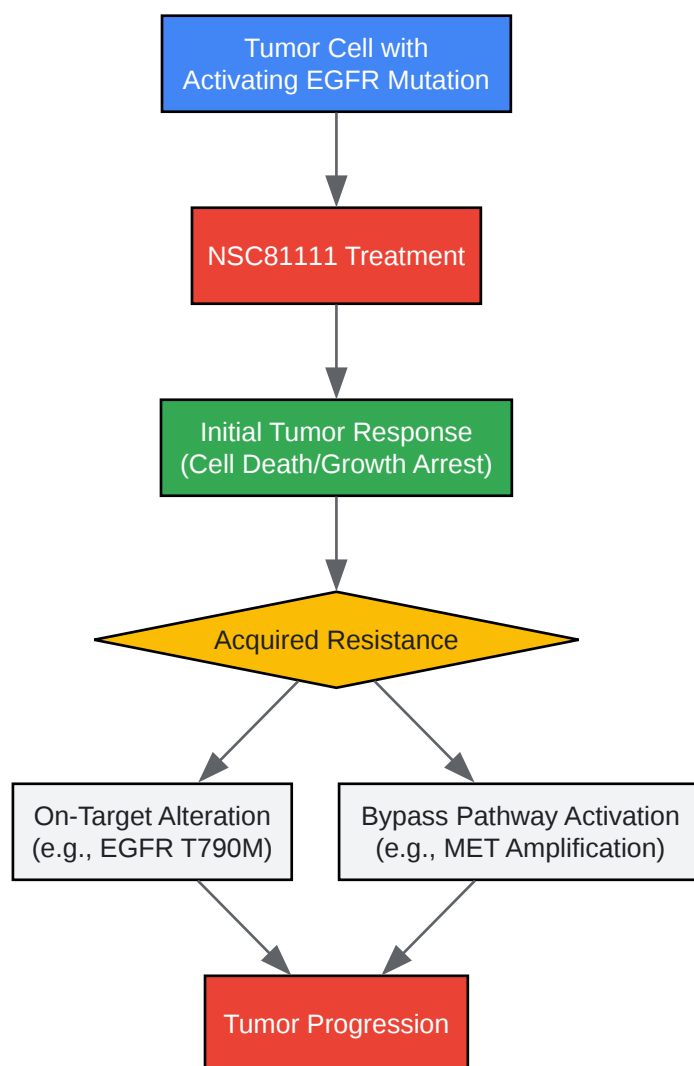 Tumor Cell with
Activating EGFR Mutation
NSC81111 Treatment
Initial Tumor Response
(Cell Death/Growth Arrest)
Acquired Resistance
On-Target Alteration
(e.g., EGFR T790M)
Bypass Pathway Activation
(e.g., MET Amplification)
Tumor Progression